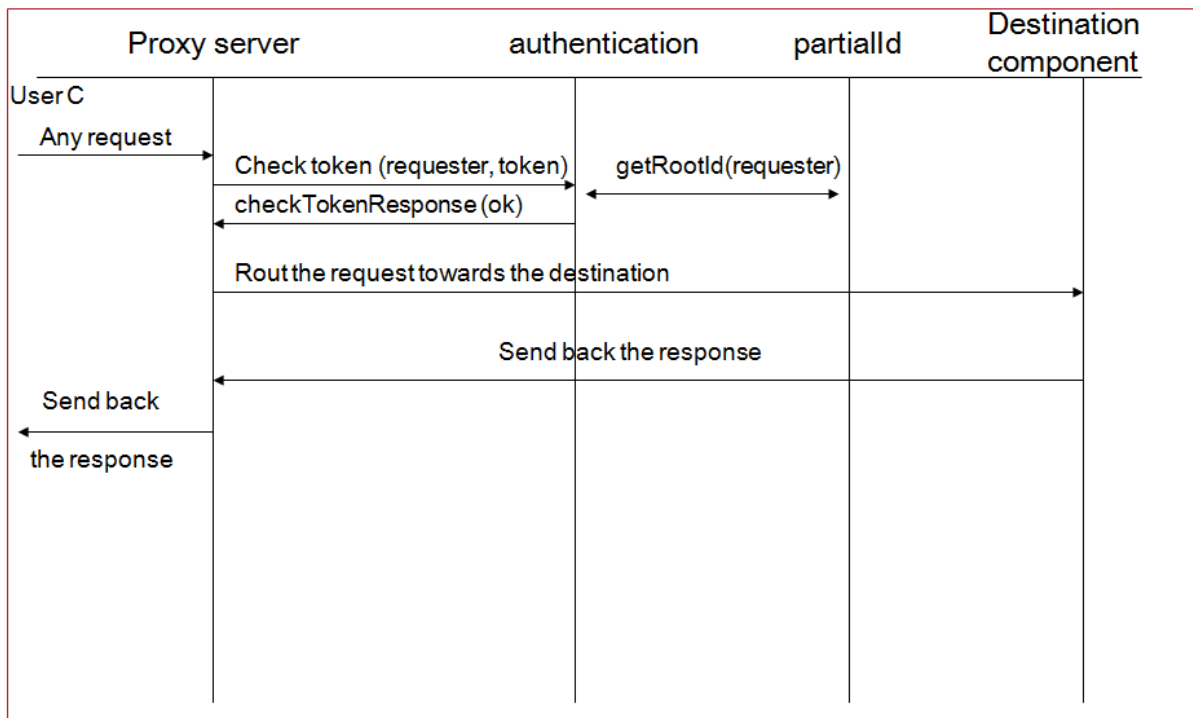 Proxy server
authentication
partialId
Destination
component
User C
Any request
Check token (requester, token)
getRootId(requester)
checkTokenResponse (ok)
Rout the request towards the destination
Send back the response
Send back
the response